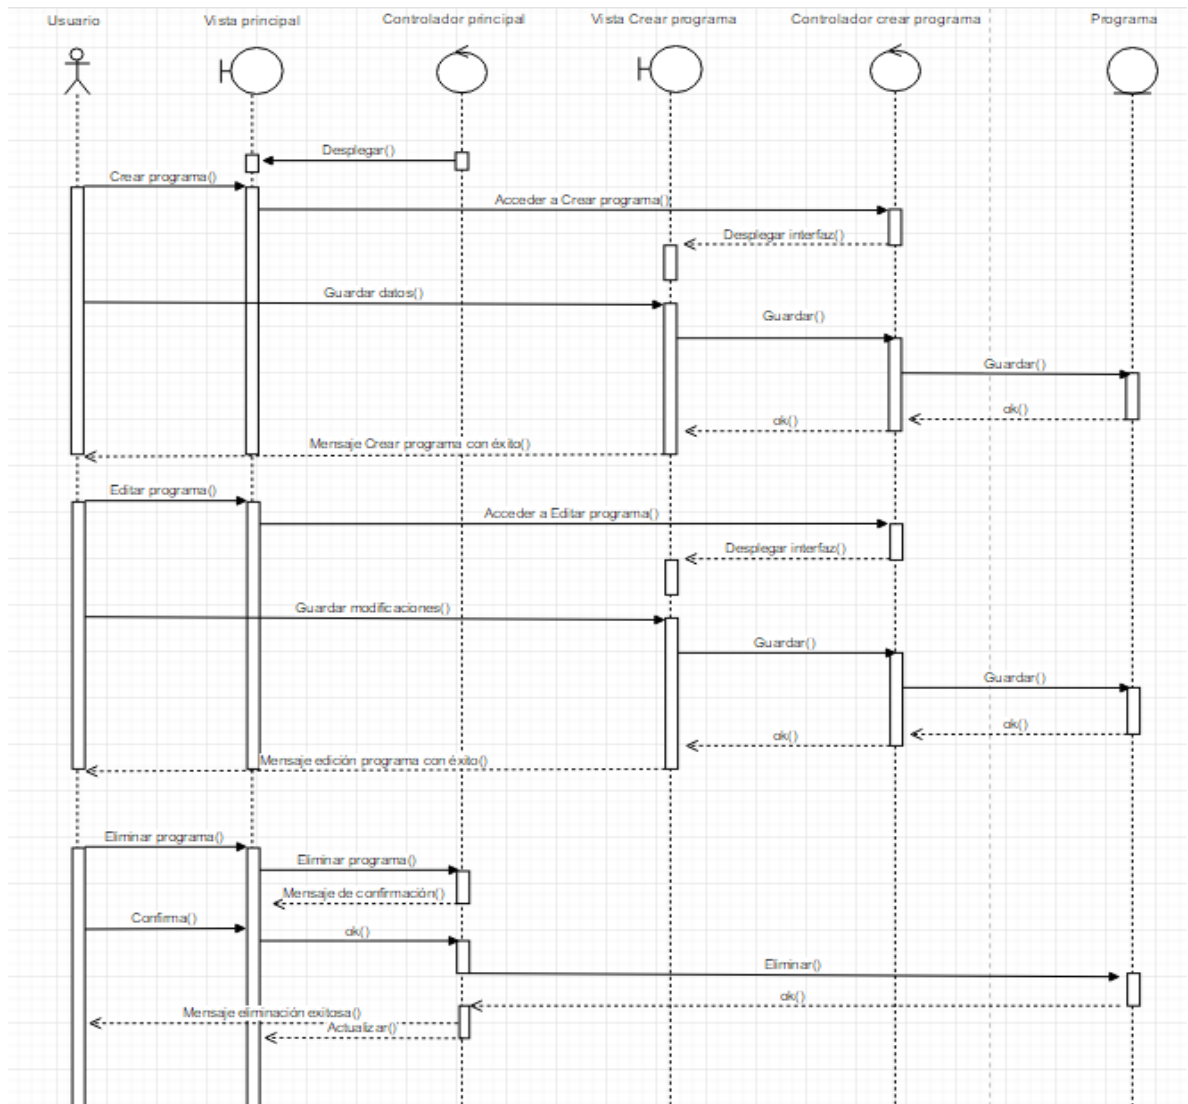 Usuario
Vista principal
Controlador principal
Vista Crear programa
Controlador crear programa
Programa
Desplegar()
Crear programa()
Acceder a Crear programa()
Desplegar interfaz()
Guardar datos()
Guardar()
Guardar()
ok()
ok()
Mensaje Crear programa con éxito()
Editar programa()
Acceder a Editar programa()
Desplegar interfaz()
Guardar modificaciones()
Guardar()
Guardar()
ok()
ok()
Mensaje edición programa con éxito()
Eliminar programa()
Eliminar programa()
Mensaje de confirmación()
Confirma()
ok()
Eliminar()
ok()
Mensaje eliminación exitosa()
Actualizar()